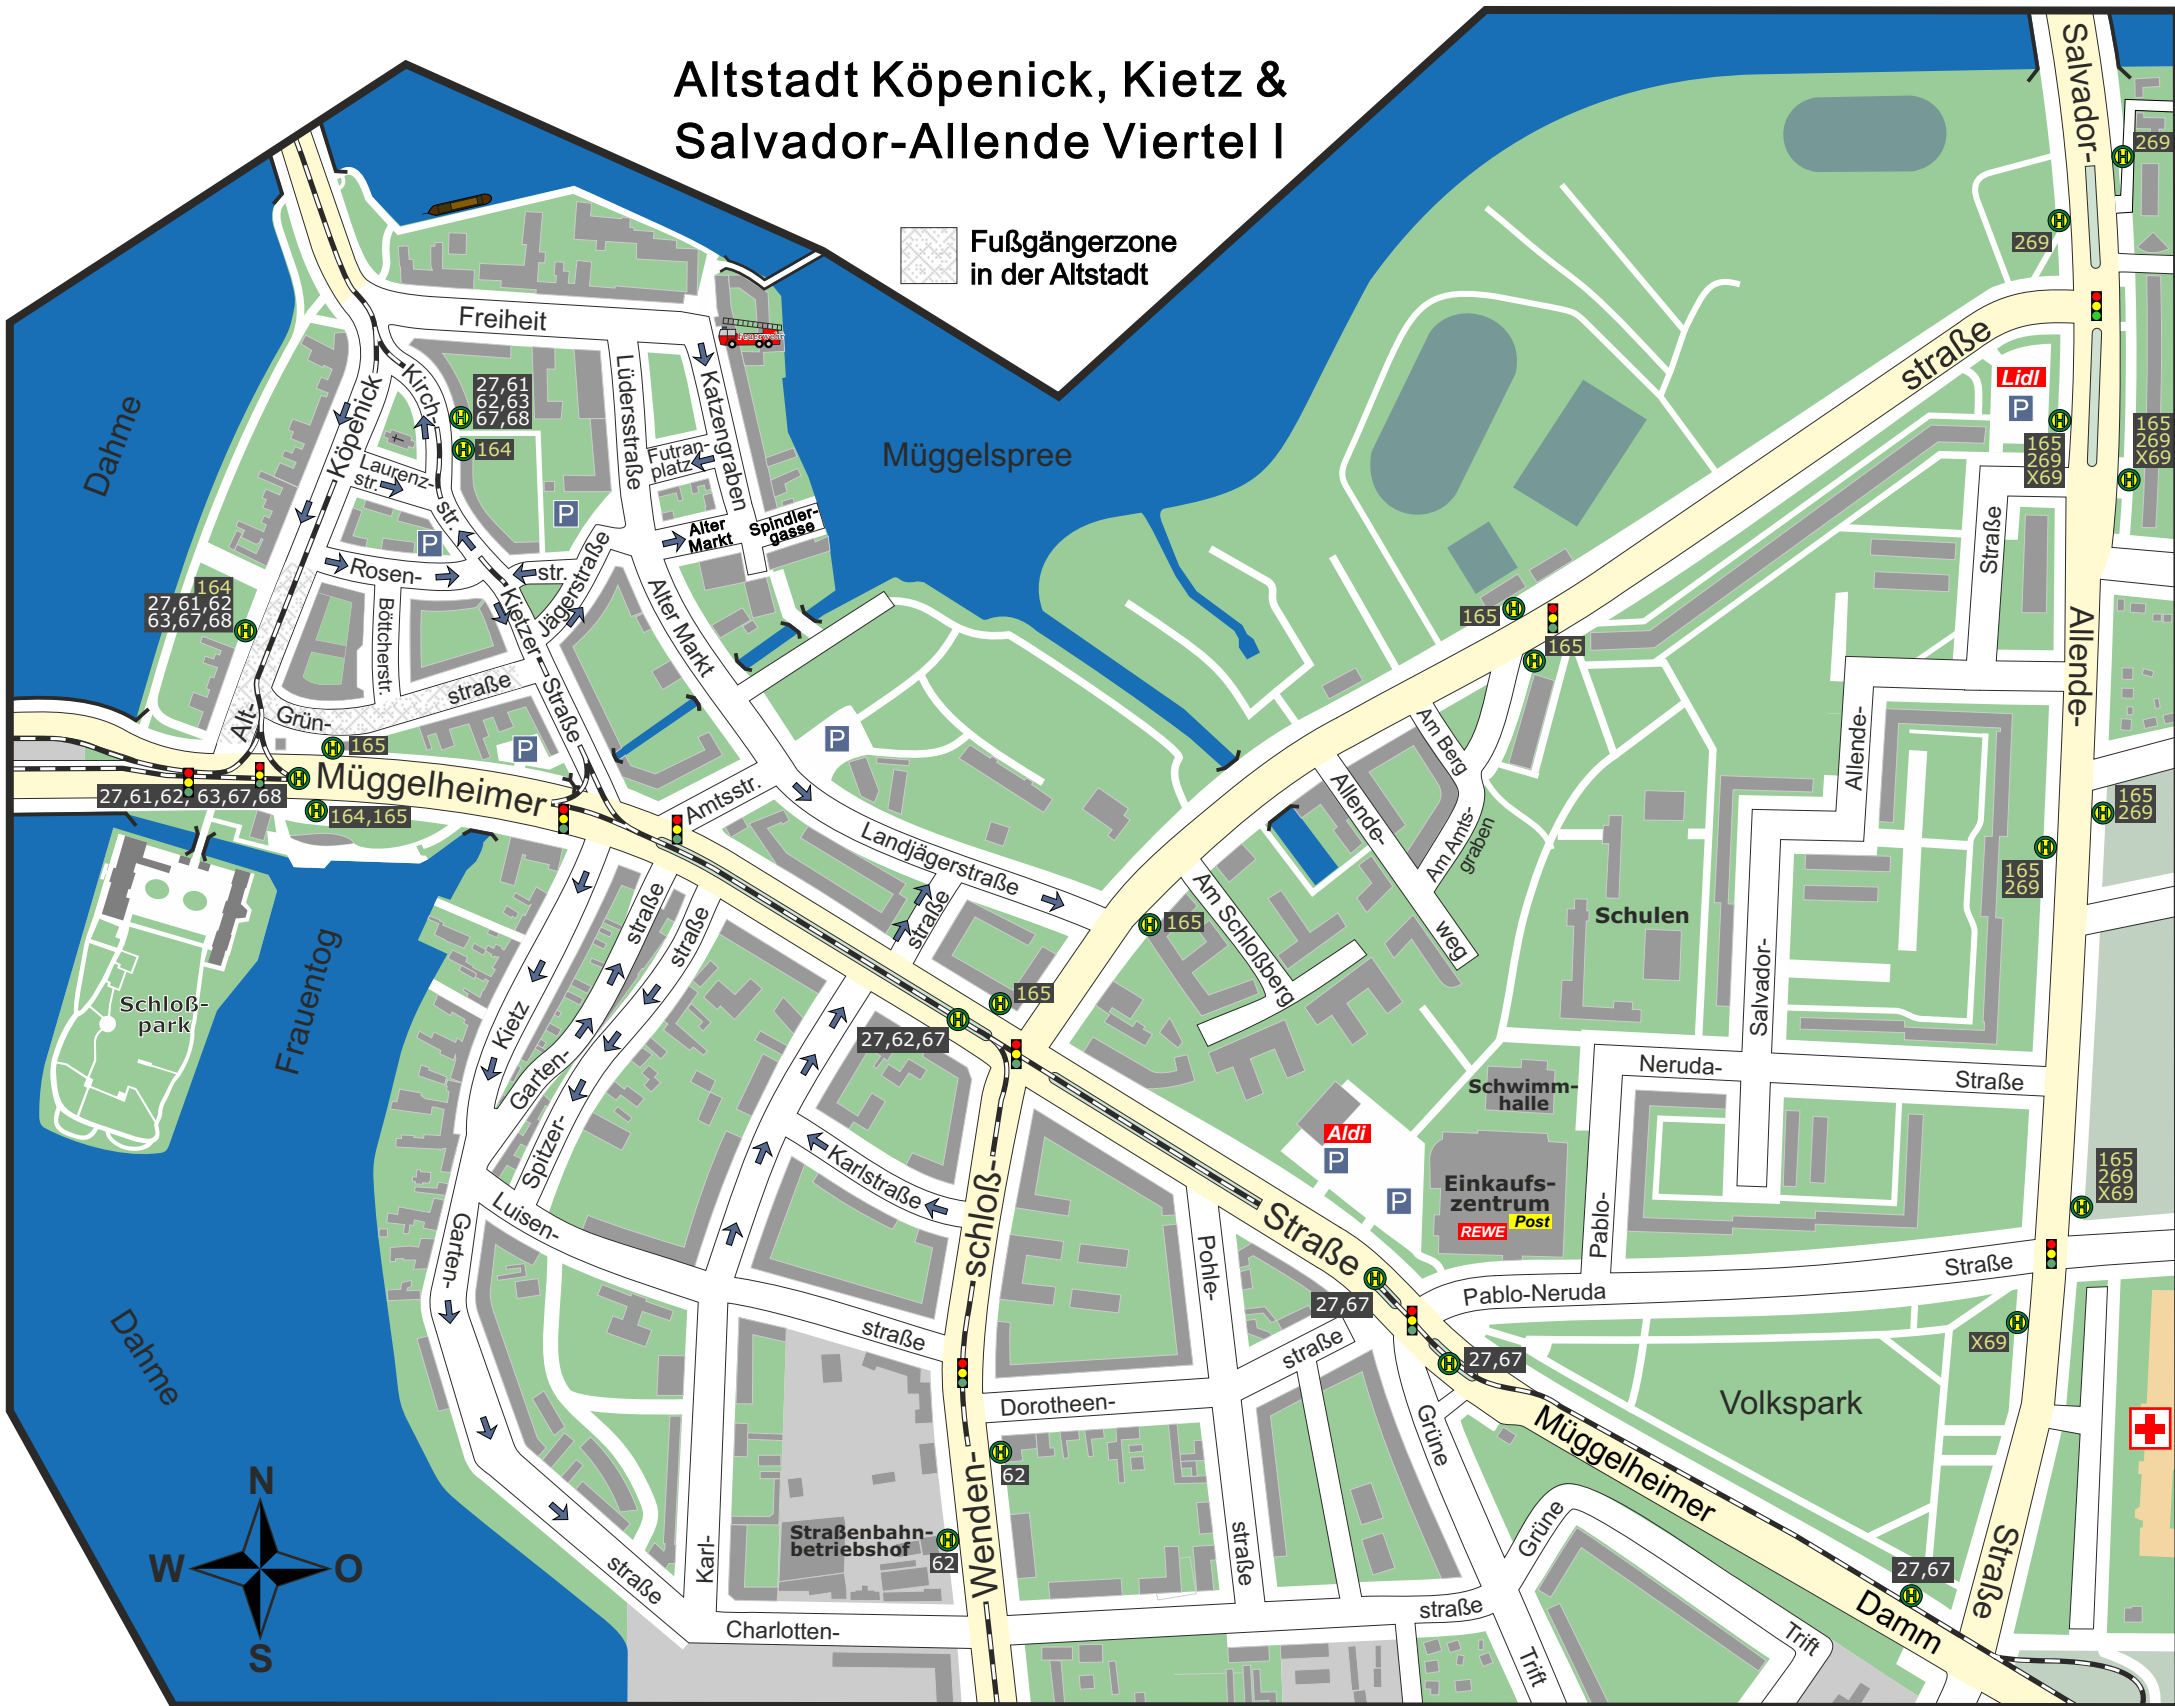 Altstadt Köpenick, Kietz &
Salvador-Allende Viertel I
Fußgängerzone
in der Altstadt
Salvador-
269
269
Freiheit
Feuerwehr
straße
Lidl
P
165
269
X69
165
269
X69
Dahme
Köpenick
Kirch-
27,61
62,63
67,68
164
Lüdersstraße
Katzengraben
Futran-
platz
Müggelspree
Laurenz-
str.
str.
P
P
Alter
Markt
Spindler-
gasse
Rosen-
str.
Jägerstraße
Böttcherstr.
Kietzer
Straße
Alter Markt
164
27,61,62
63,67,68
165
165
Straße
Allende-
straße
Grün-
Alt-
165
P
P
Am Berg
Allende-
Müggelheimer
27,61,62, 63,67,68
164,165
Amtsstr.
Landjägerstraße
Allende-
Am Amts-
graben
165
269
165
269
straße
straße
straße
165
Am Schloßberg
weg
Schulen
Schloß-
park
Frauentog
Kietz
Salvador-
165
27,62,67
Garten-
Spitzer-
Neruda-
Straße
Schwimm-
halle
Aldi
P
P
Karlstraße
Einkaufs-
zentrum
REWE
Post
165
269
X69
Luisen-
Garten-
schloß-
Pohle-
Straße
Pablo-
Straße
Pablo-Neruda
27,67
X69
Dahme
straße
straße
27,67
Dorotheen-
Grüne
Müggelheimer
Volkspark
62
Wenden-
N
W
O
S
Straßenbahn-
betriebshof
62
Karl-
straße
straße
Grüne
27,67
Straße
Damm
Charlotten-
straße
Trift
Trift